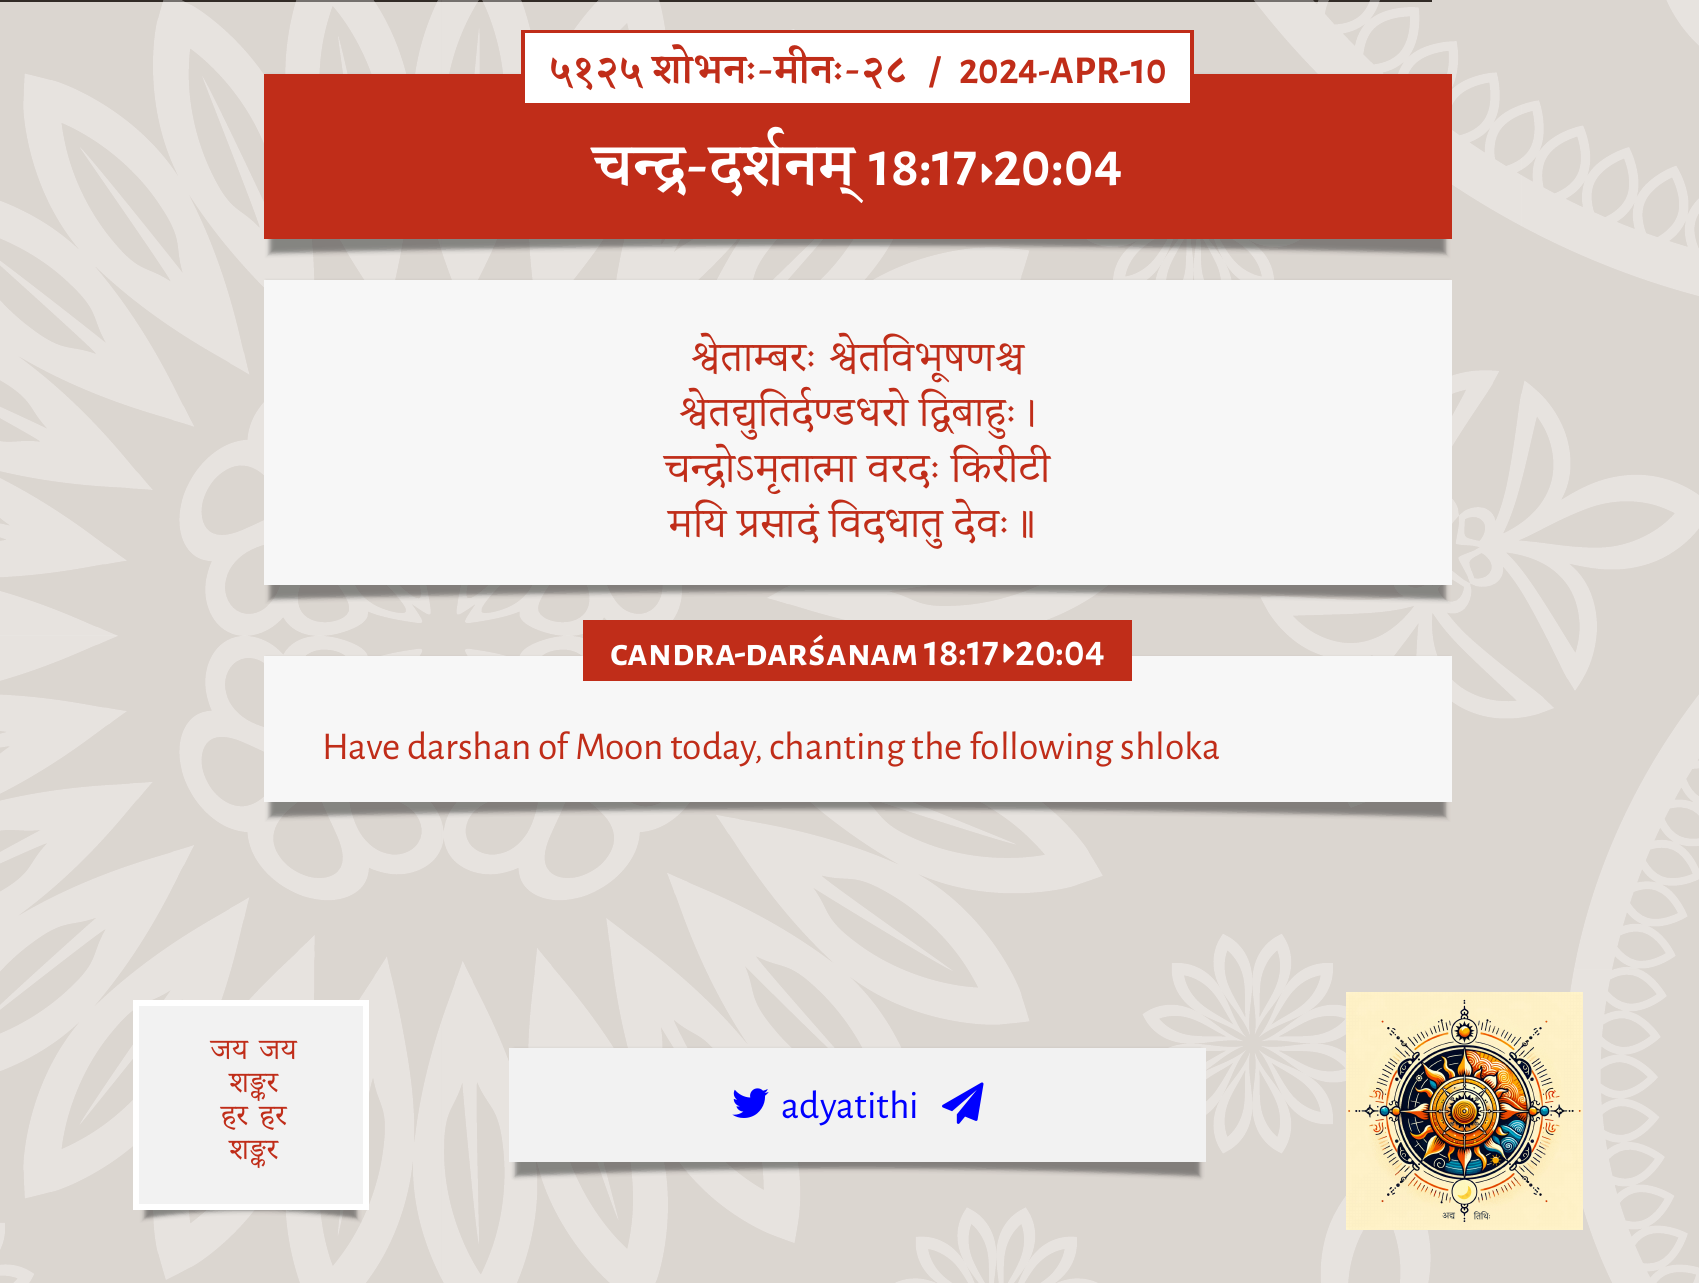 ५१२५ शोभनः-मीनः-२८ / 2024-APR-10
चन्द्र-दर्शनम् 18:17▸20:04
श्वेताम्बरः श्वेतविभूषणश्च
श्वेतद्युतिर्दण्डधरो द्विबाहुः ।
चन्द्रोऽमृतात्मा वरदः किरीटी
मयि प्रसादं विदधातु देवः ॥
CANDRA-DARŚANAM 18:17▸20:04
Have darshan of Moon today, chanting the following shloka
जय जय
शङ्कर
हर हर
शङ्कर
adyatithi
अद्य तिथिः